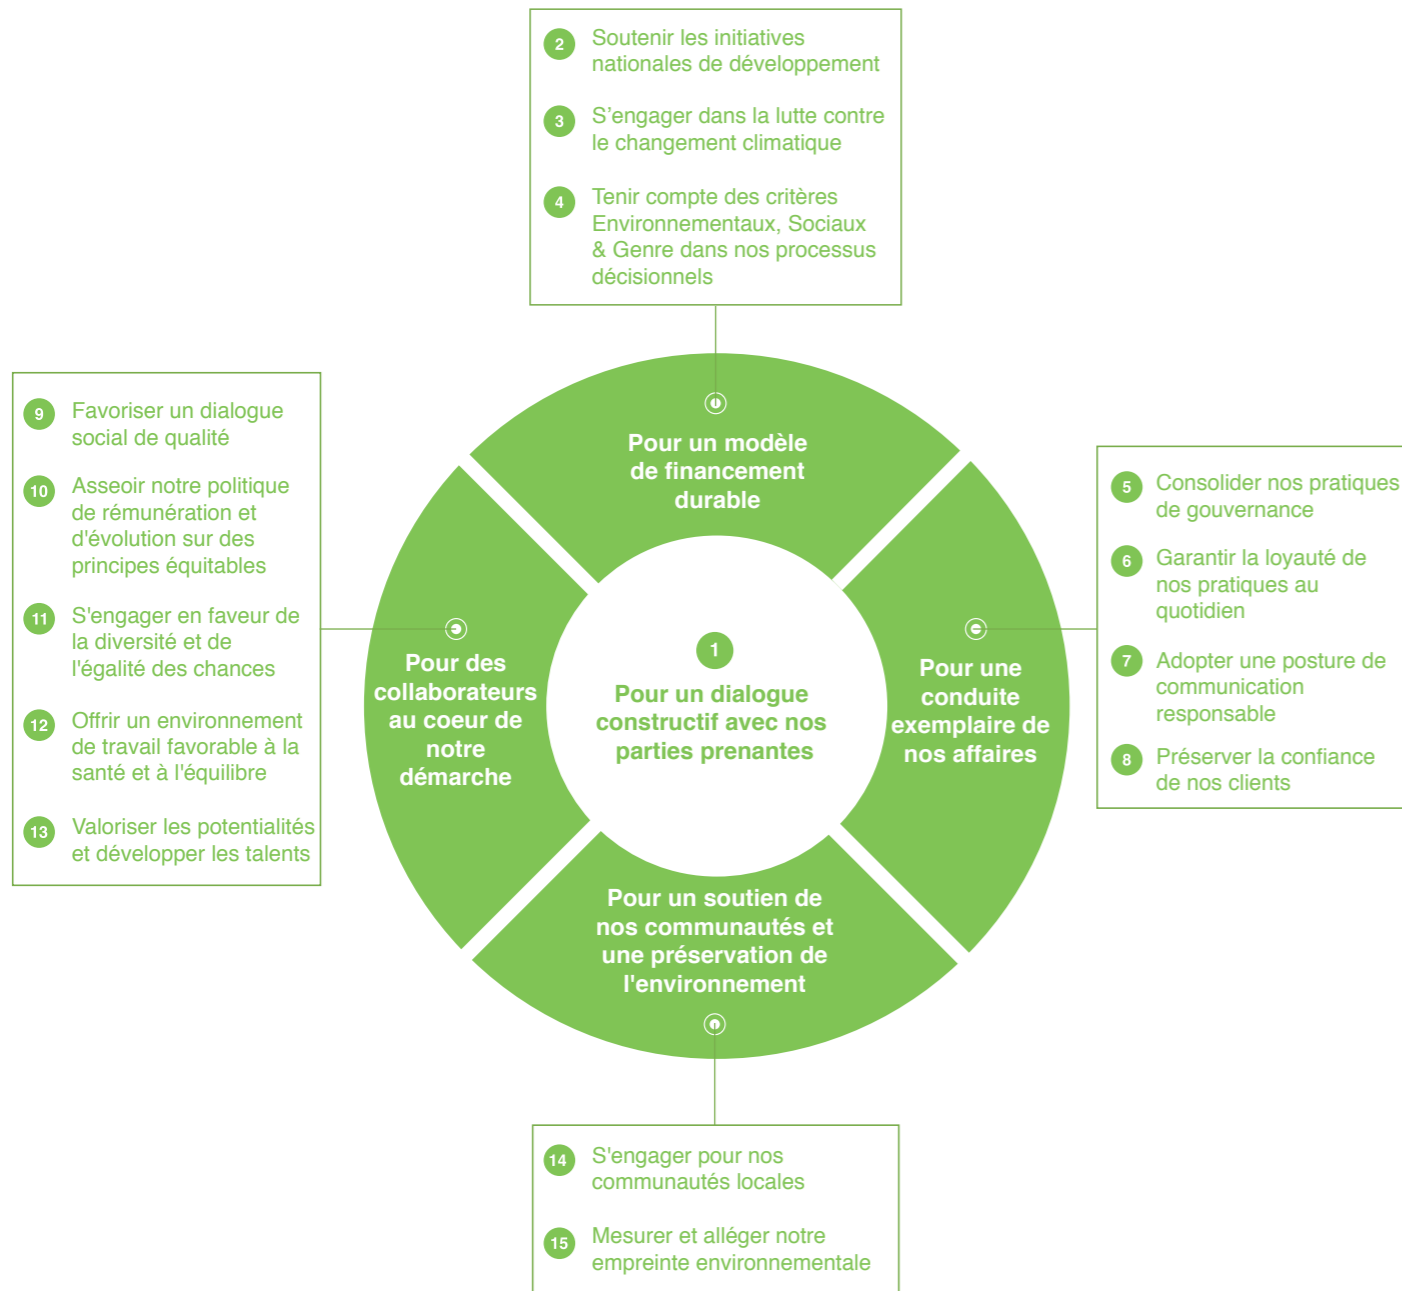 2
Soutenir les initiatives
nationales de développement
3
S’engager dans la lutte contre
le changement climatique
4
Tenir compte des critères
Environnementaux, Sociaux
& Genre dans nos processus
décisionnels
Pour un modèle
de financement
durable
9
Favoriser un dialogue
social de qualité
10
Asseoir notre politique
de rémunération et
d'évolution sur des
principes équitables
11
S'engager en faveur de
la diversité et de
l'égalité des chances
12
Offrir un environnement
de travail favorable à la
santé et à l'équilibre
13
Valoriser les potentialités
et développer les talents
Pour des
collaborateurs
au coeur de
notre
démarche
1
Pour un dialogue
constructif avec nos
parties prenantes
Pour une
conduite
exemplaire de
nos affaires
5
Consolider nos pratiques
de gouvernance
6
Garantir la loyauté de
nos pratiques au
quotidien
7
Adopter une posture de
communication
responsable
8
Préserver la confiance
de nos clients
Pour un soutien de
nos communautés et
une préservation de
l'environnement
14
S'engager pour nos
communautés locales
15
Mesurer et alléger notre
empreinte environnementale